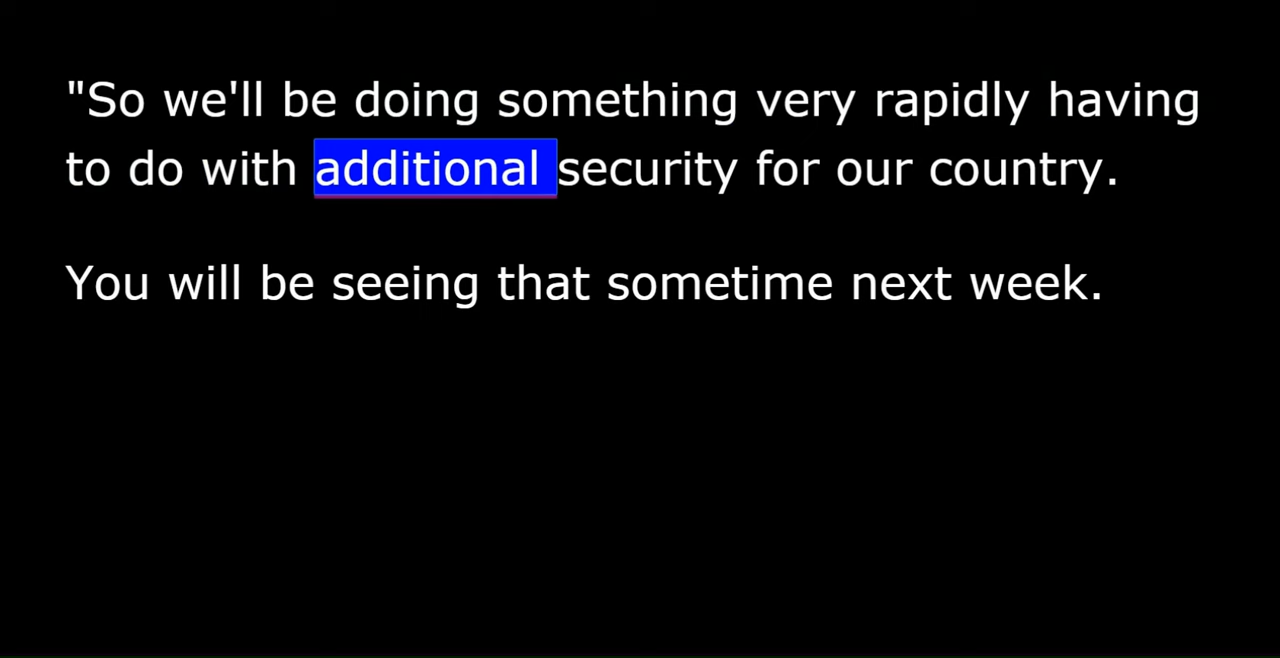 "So we'll be doing something very rapidly having
to do with additional security for our country.
You will be seeing that sometime next week.